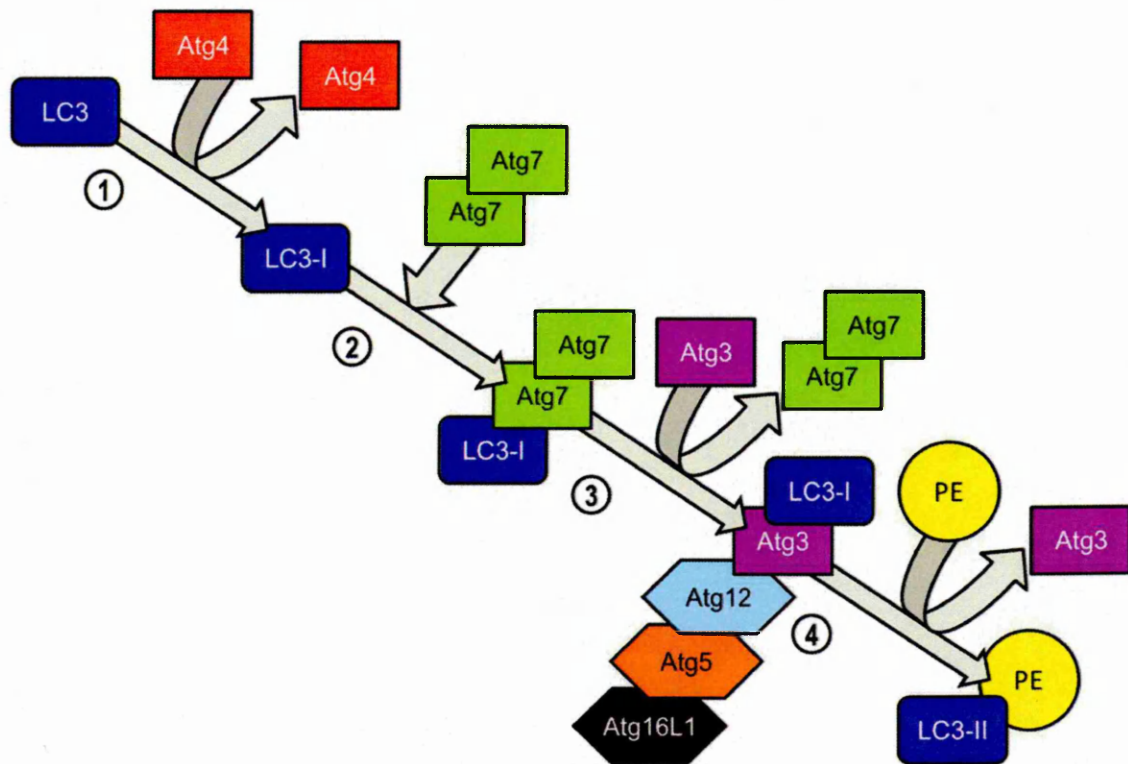 Atg4
Atg4
LC3
1
Atg7
Atg7
LC3-I
2
Atg7
Atg7
LC3-I
Atg3
Atg7
Atg7
3
LC3-I
Atg3
PE
Atg3
Atg12
4
Atg5
Atg16L1
PE
LC3-II